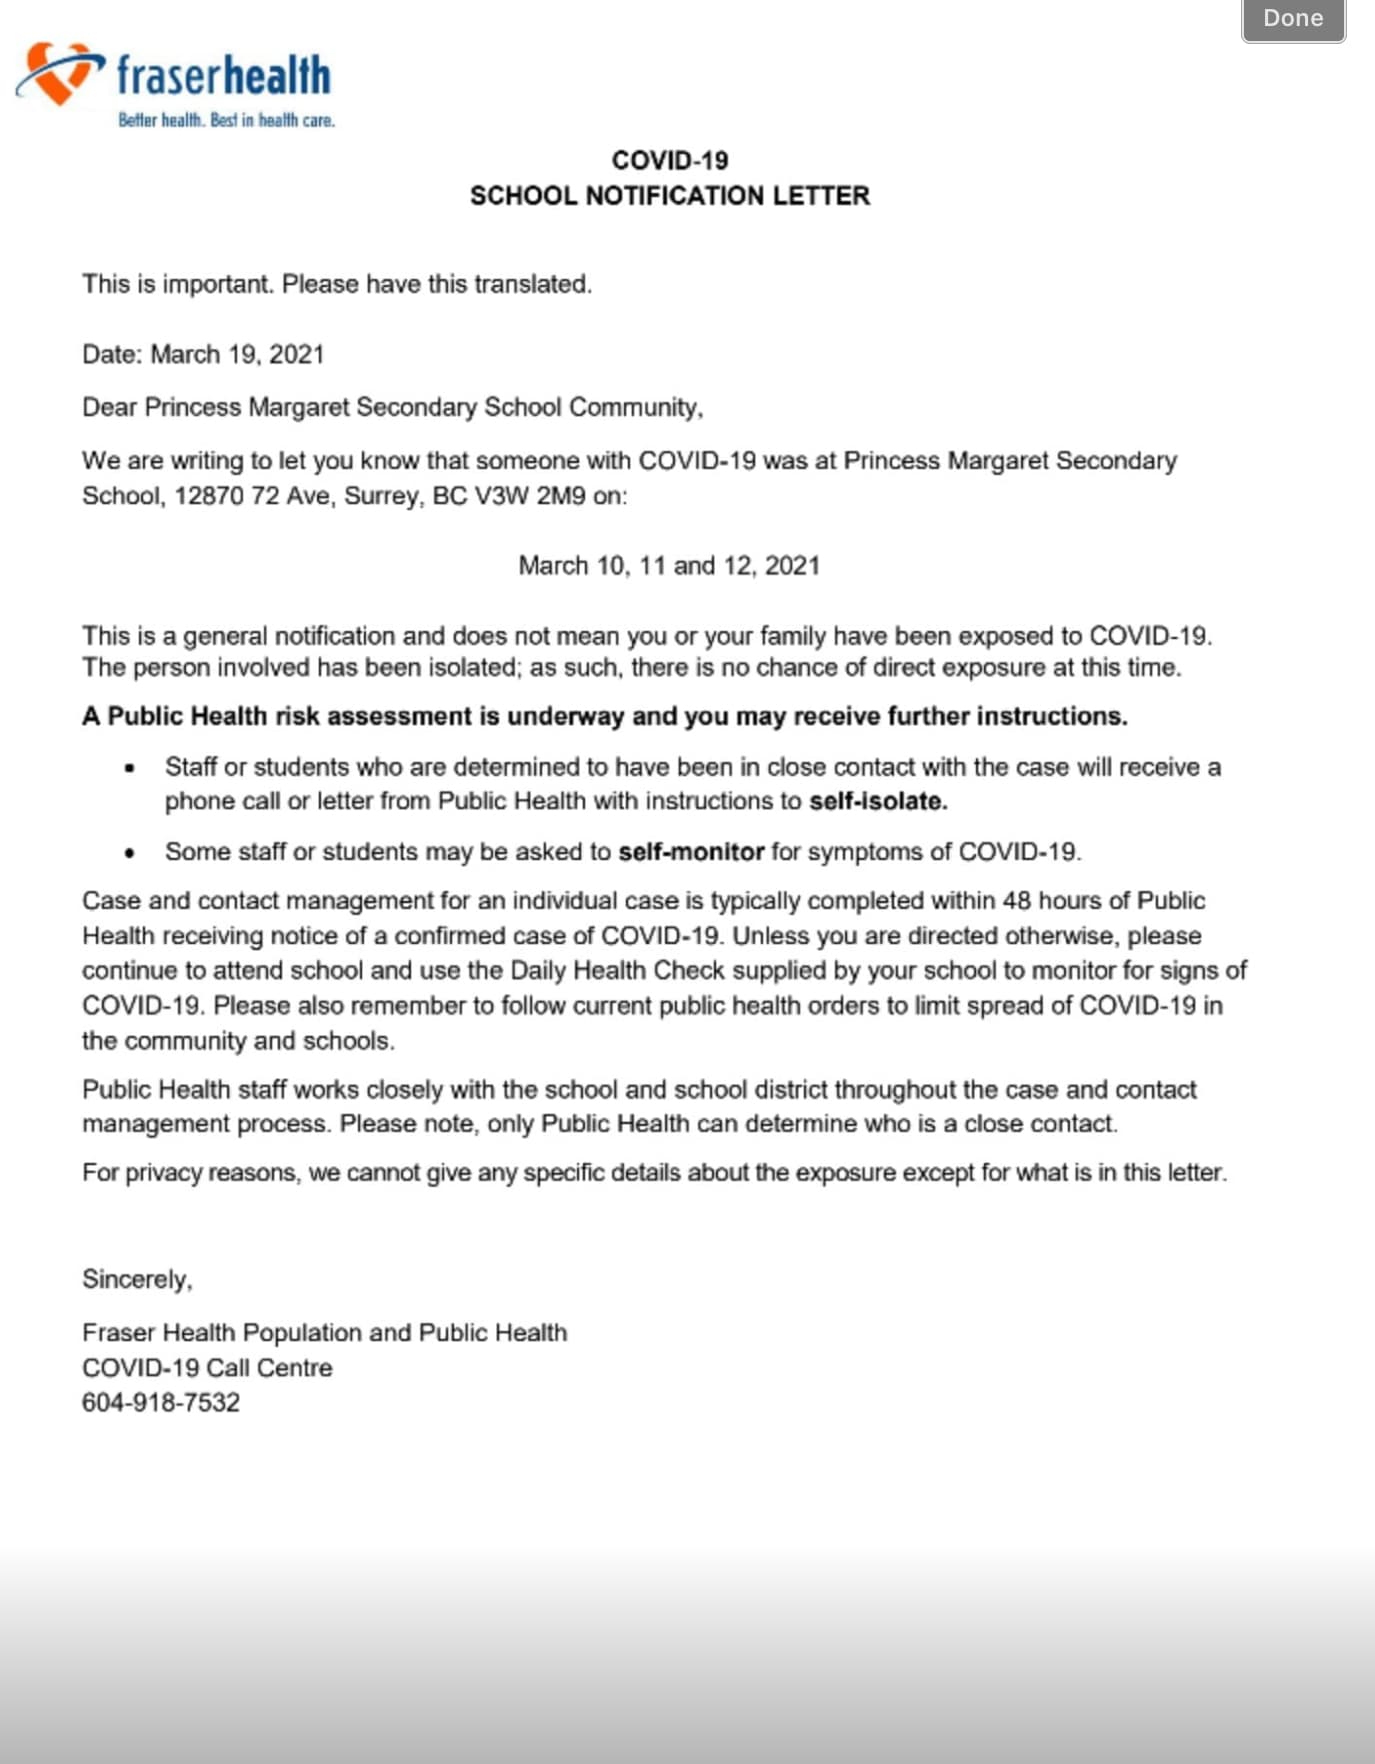 Done
fraserhealth
Better health. Best in health care.
COVID-19
SCHOOL NOTIFICATION LETTER
This is important. Please have this translated.
Date: March 19, 2021
Dear Princess Margaret Secondary School Community,
We are writing to let you know that someone with COVID-19 was at Princess Margaret Secondary
School, 12870 72 Ave, Surrey, BC V3W 2M9 on:
March 10, 11 and 12, 2021
This is a general notification and does not mean you or your family have been exposed to COVID-19.
The person involved has been isolated; as such, there is no chance of direct exposure at this time.
A Public Health risk assessment is underway and you may receive further instructions.
• Staff or students who are determined to have been in close contact with the case will receive a
phone call or letter from Public Health with instructions to self-isolate.
• Some staff or students may be asked to self-monitor for symptoms of COVID-19.
Case and contact management for an individual case is typically completed within 48 hours of Public
Health receiving notice of a confirmed case of COVID-19. Unless you are directed otherwise, please
continue to attend school and use the Daily Health Check supplied by your school to monitor for signs of
COVID-19. Please also remember to follow current public health orders to limit spread of COVID-19 in
the community and schools.
Public Health staff works closely with the school and school district throughout the case and contact
management process. Please note, only Public Health can determine who is a close contact.
For privacy reasons, we cannot give any specific details about the exposure except for what is in this letter.
Sincerely,
Fraser Health Population and Public Health
COVID-19 Call Centre
604-918-7532